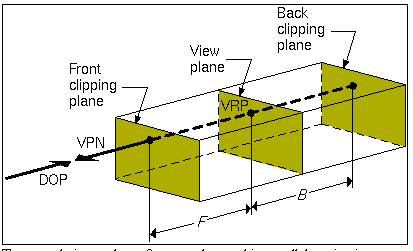 Back
clipping
plane
View
plane
Front
clipping
plane
VRP
VPN
DOP
F
B